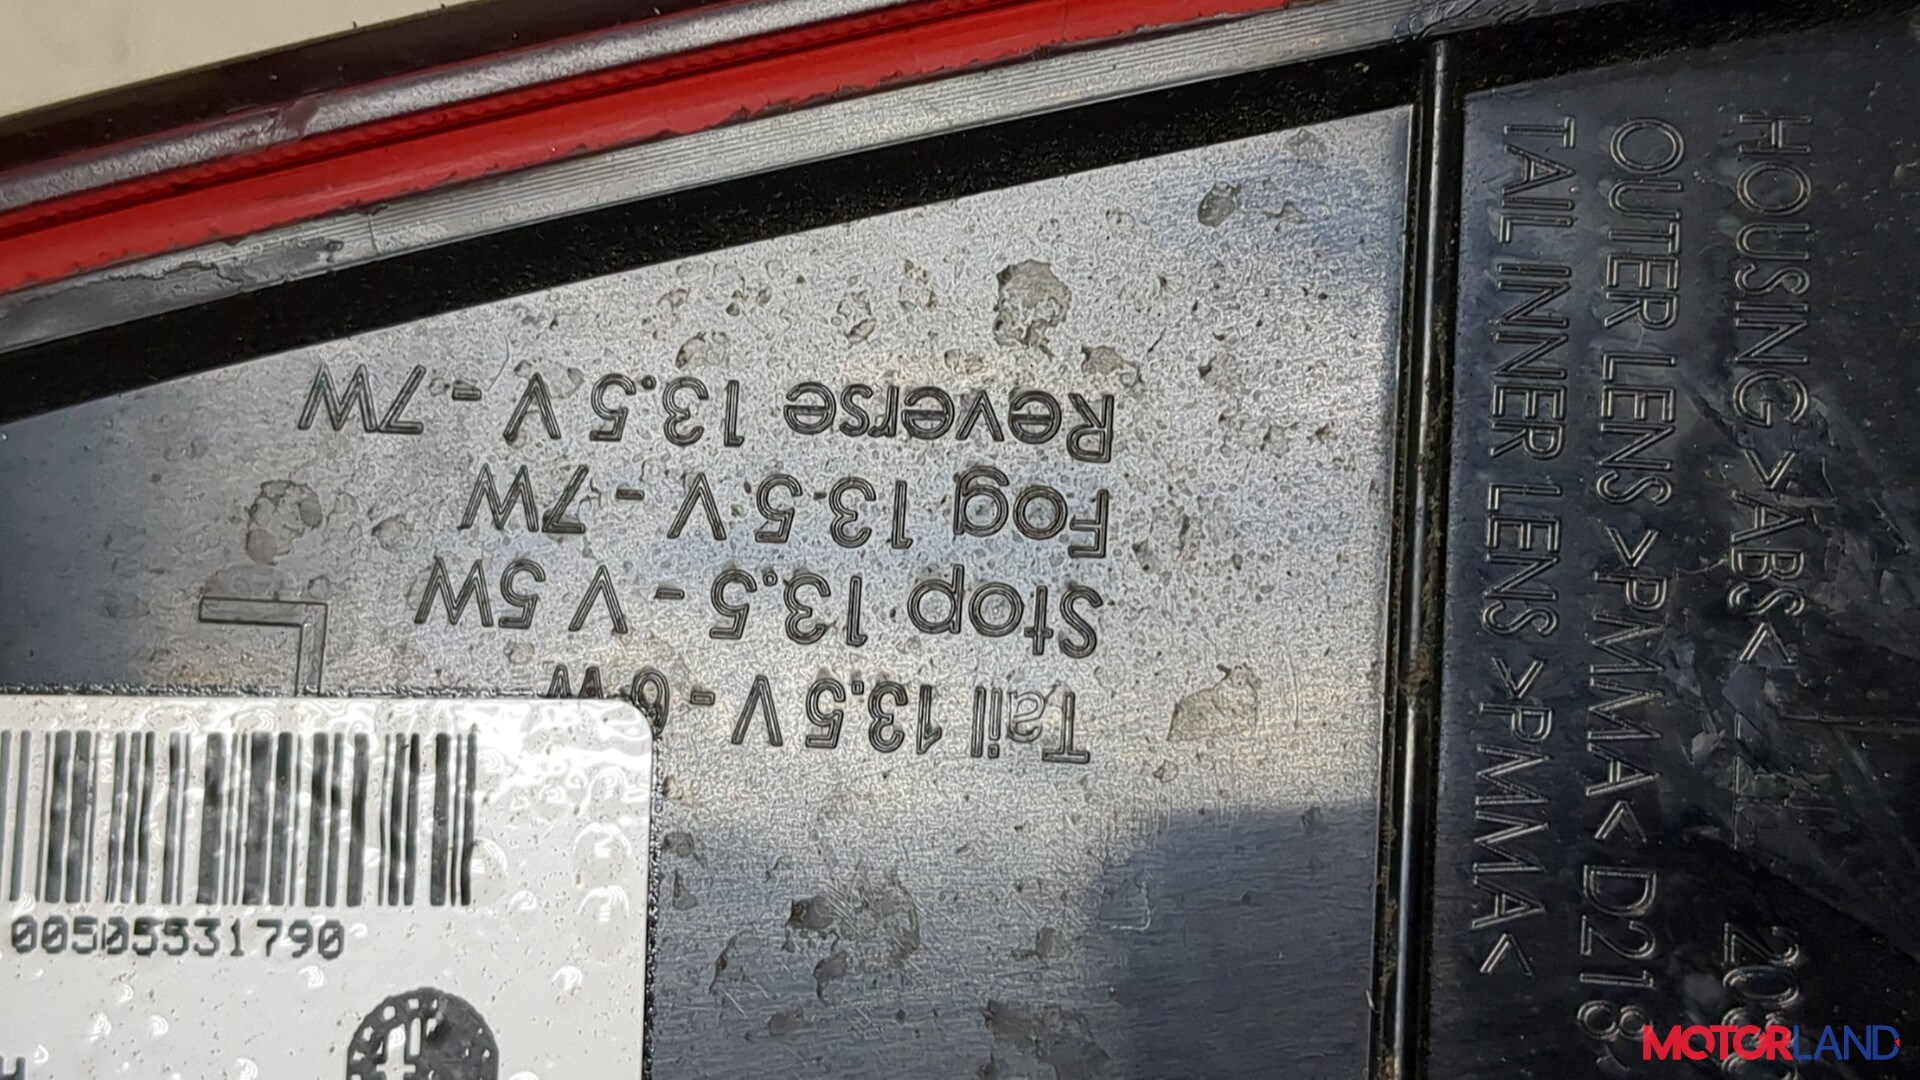 Tail 13.5 V - 6 W
Stop 13.5 - V 5W
Fog 13.5 V - 7W
Reverse 13.5 V - 7W
L
00505531790
HOUSING >ABS<
OUTER LENS >PMMA< D218
TAIL INNER LENS >PMMA<
MOTORLAND